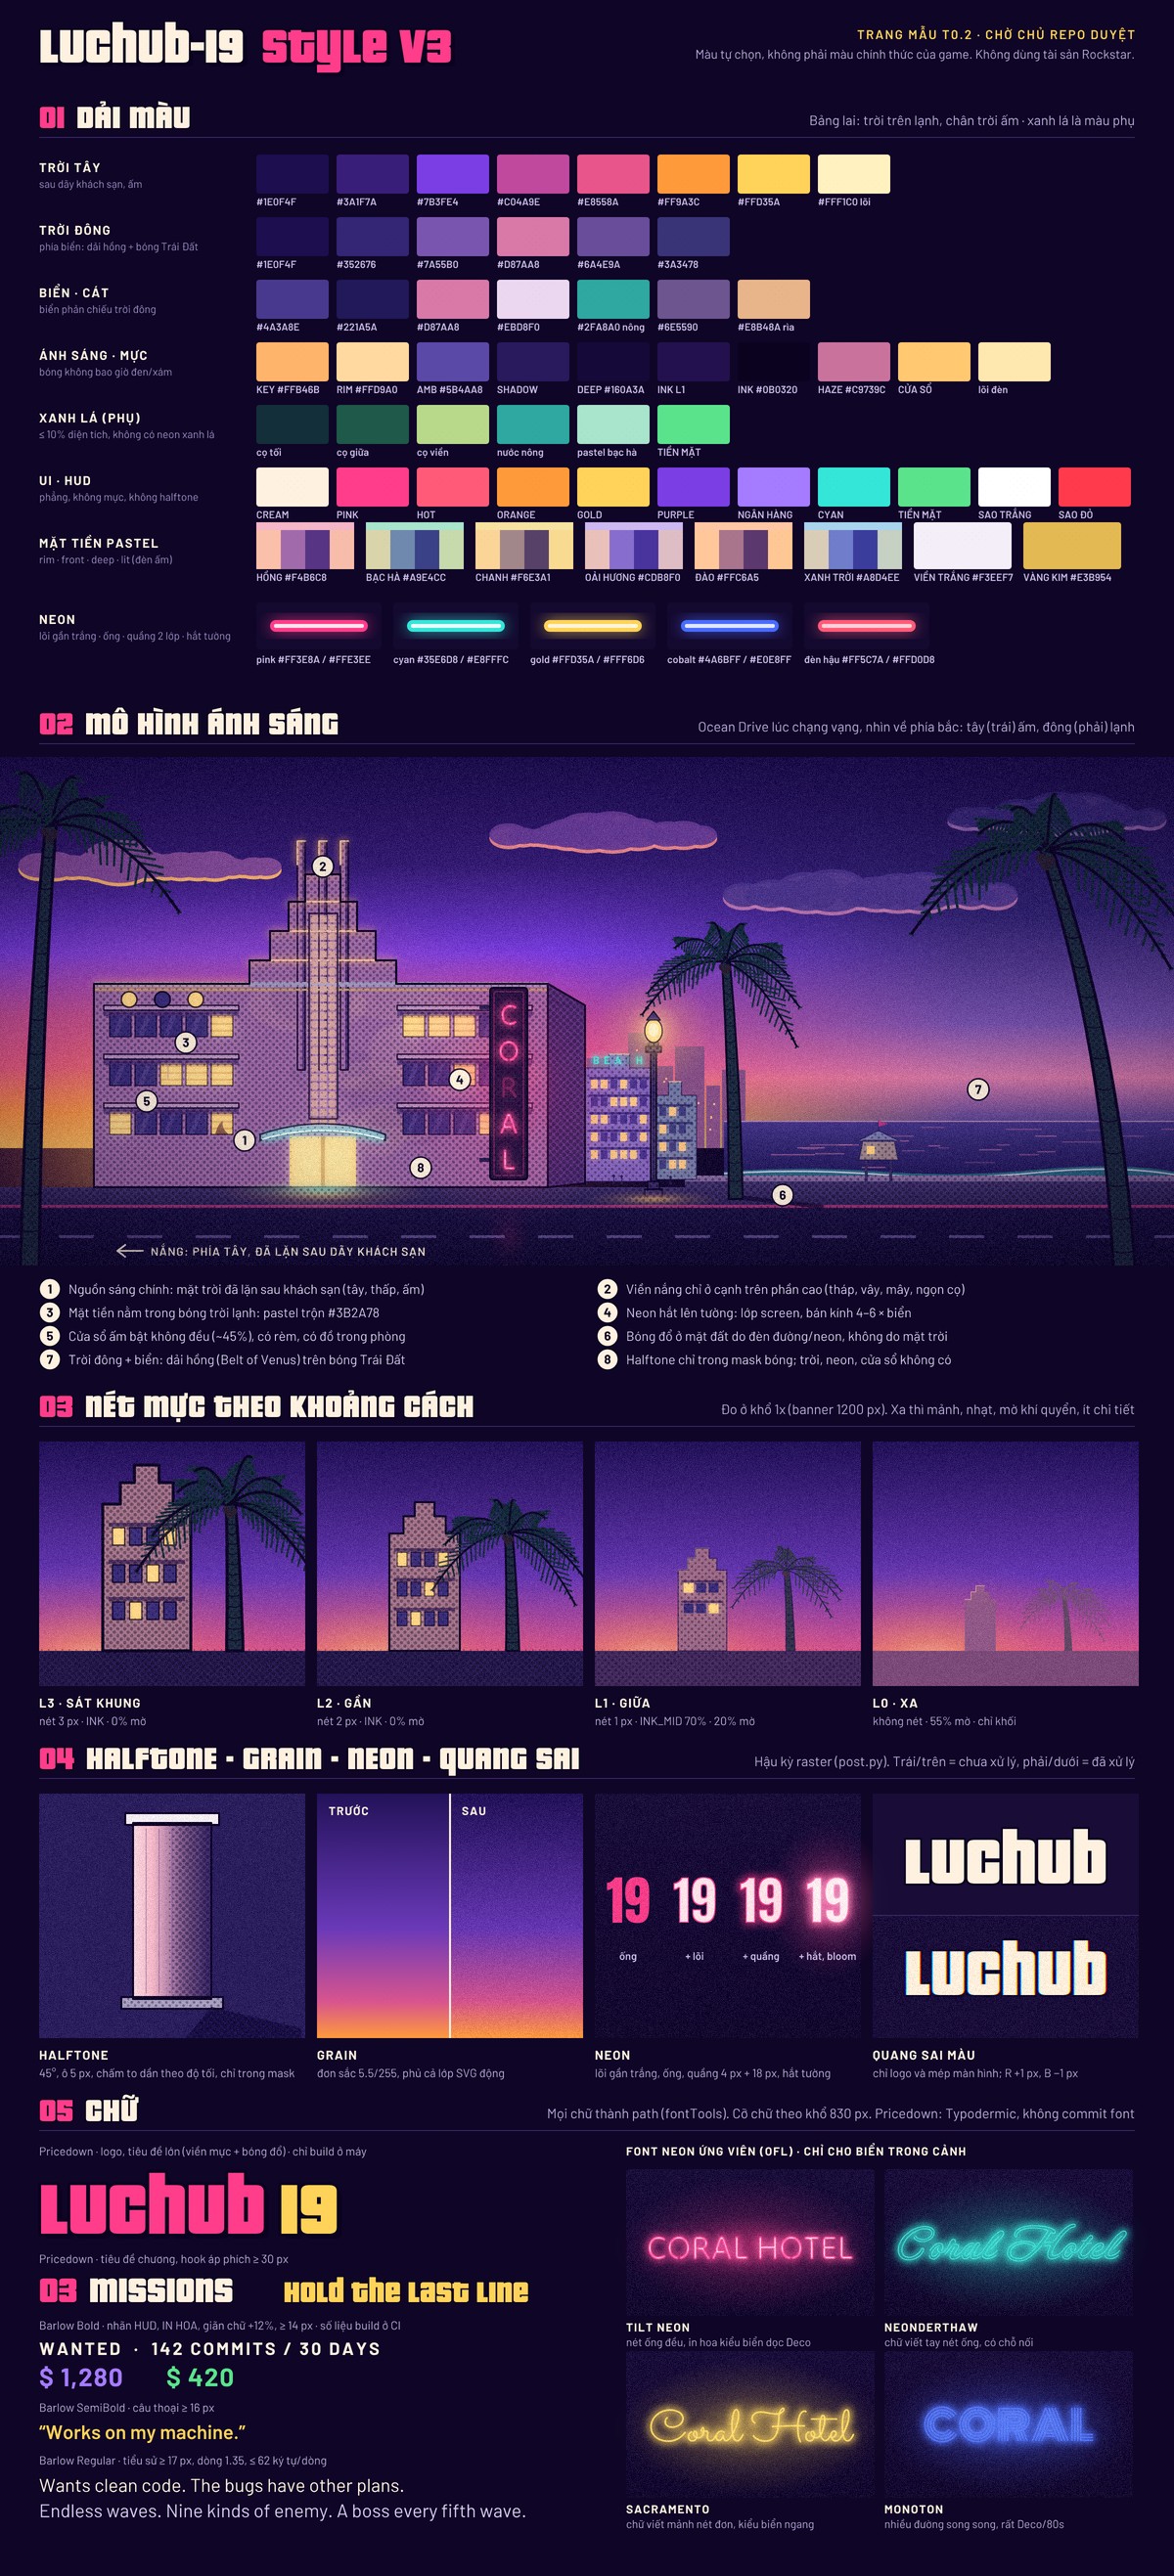 Luchub-19 Style V3
TRANG MẪU T0.2 · CHỜ CHỦ REPO DUYỆT
Màu tự chọn, không phải màu chính thức của game. Không dùng tài sản Rockstar.
01 DẢI MÀU
Bảng lai: trời trên lạnh, chân trời ấm · xanh lá là màu phụ
TRỜI TÂY
sau dãy khách sạn, ấm
#1E0F4F #3A1F7A #7B3FE4 #C04A9E #E8558A #FF9A3C #FFD35A #FFF1C0 lõi
TRỜI ĐÔNG
phía biển: dải hồng + bóng Trái Đất
#1E0F4F #352676 #7A55B0 #D87AA8 #6A4E9A #3A3478
BIỂN · CÁT
biển phản chiếu trời đông
#4A3A8E #221A5A #D87AA8 #EBD8F0 #2FA8A0 nông #6E5590 #E8B48A rìa
ÁNH SÁNG · MỰC
bóng không bao giờ đen/xám
KEY #FFB46B RIM #FFD9A0 AMB #5B4AA8 SHADOW DEEP #160A3A INK L1 INK #0B0320 HAZE #C9739C CỬA SỔ lõi đèn
XANH LÁ (PHỤ)
≤ 10% diện tích, không có neon xanh lá
cọ tối cọ giữa cọ viền nước nông pastel bạc hà TIỀN MẶT
UI · HUD
phẳng, không mực, không halftone
CREAM PINK HOT ORANGE GOLD PURPLE NGÂN HÀNG CYAN TIỀN MẶT SAO TRẮNG SAO ĐỎ
MẶT TIỀN PASTEL
rim · front · deep · lit (đèn ấm)
HỒNG #F4B6C8 BẠC HÀ #A9E4CC CHANH #F6E3A1 OẢI HƯƠNG #CDB8F0 ĐÀO #FFC6A5 XANH TRỜI #A8D4EE VIỀN TRẮNG #F3EEF7 VÀNG KIM #E3B954
NEON
lõi gần trắng · ống · quầng 2 lớp · hắt tường
pink #FF3E8A / #FFE3EE cyan #35E6D8 / #E8FFFC gold #FFD35A / #FFF6D6 cobalt #4A6BFF / #E0E8FF đèn hậu #FF5C7A / #FFD0D8
02 MÔ HÌNH ÁNH SÁNG
Ocean Drive lúc chạng vạng, nhìn về phía bắc: tây (trái) ấm, đông (phải) lạnh
2
CORAL
3
BEACH
4
7
5
1
8
6
NẮNG: PHÍA TÂY, ĐÃ LẶN SAU DÃY KHÁCH SẠN
1 Nguồn sáng chính: mặt trời đã lặn sau khách sạn (tây, thấp, ấm)
2 Viền nắng chỉ ở cạnh trên phần cao (tháp, vây, mây, ngọn cọ)
3 Mặt tiền nằm trong bóng trời lạnh: pastel trộn #3B2A78
4 Neon hắt lên tường: lớp screen, bán kính 4–6 × biển
5 Cửa sổ ấm bật không đều (~45%), có rèm, có đồ trong phòng
6 Bóng đổ ở mặt đất do đèn đường/neon, không do mặt trời
7 Trời đông + biển: dải hồng (Belt of Venus) trên bóng Trái Đất
8 Halftone chỉ trong mask bóng; trời, neon, cửa sổ không có
03 NÉT MỰC THEO KHOẢNG CÁCH
Đo ở khổ 1x (banner 1200 px). Xa thì mảnh, nhạt, mờ khí quyển, ít chi tiết
L3 · SÁT KHUNG
nét 3 px · INK · 0% mờ
L2 · GẦN
nét 2 px · INK · 0% mờ
L1 · GIỮA
nét 1 px · INK_MID 70% · 20% mờ
L0 · XA
không nét · 55% mờ · chỉ khối
04 HALFTONE - GRAIN - NEON - QUANG SAI
Hậu kỳ raster (post.py). Trái/trên = chưa xử lý, phải/dưới = đã xử lý
TRƯỚC SAU
19 19 19 19
ống + lõi + quầng + hắt, bloom
Luchub
Luchub
HALFTONE
45°, ô 5 px, chấm to dần theo độ tối, chỉ trong mask
GRAIN
đơn sắc 5.5/255, phủ cả lớp SVG động
NEON
lõi gần trắng, ống, quầng 4 px + 18 px, hắt tường
QUANG SAI MÀU
chỉ logo và mép màn hình; R +1 px, B −1 px
05 CHỮ
Mọi chữ thành path (fontTools). Cỡ chữ theo khổ 830 px. Pricedown: Typodermic, không commit font
Pricedown · logo, tiêu đề lớn (viền mực + bóng đổ) · chỉ build ở máy
Luchub 19
Pricedown · tiêu đề chương, hook áp phích ≥ 30 px
03 Missions Hold the Last Line
Barlow Bold · nhãn HUD, IN HOA, giãn chữ +12%, ≥ 14 px · số liệu build ở CI
WANTED · 142 COMMITS / 30 DAYS
$ 1,280 $ 420
Barlow SemiBold · câu thoại ≥ 16 px
“Works on my machine.”
Barlow Regular · tiểu sử ≥ 17 px, dòng 1.35, ≤ 62 ký tự/dòng
Wants clean code. The bugs have other plans.
Endless waves. Nine kinds of enemy. A boss every fifth wave.
FONT NEON ỨNG VIÊN (OFL) · CHỈ CHO BIỂN TRONG CẢNH
CORAL HOTEL
Coral Hotel
TILT NEON
nét ống đều, in hoa kiểu biển dọc Deco
NEONDERTHAW
chữ viết tay nét ống, có chỗ nối
Coral Hotel
CORAL
SACRAMENTO
chữ viết mảnh nét đơn, kiểu biển ngang
MONOTON
nhiều đường song song, rất Deco/80s